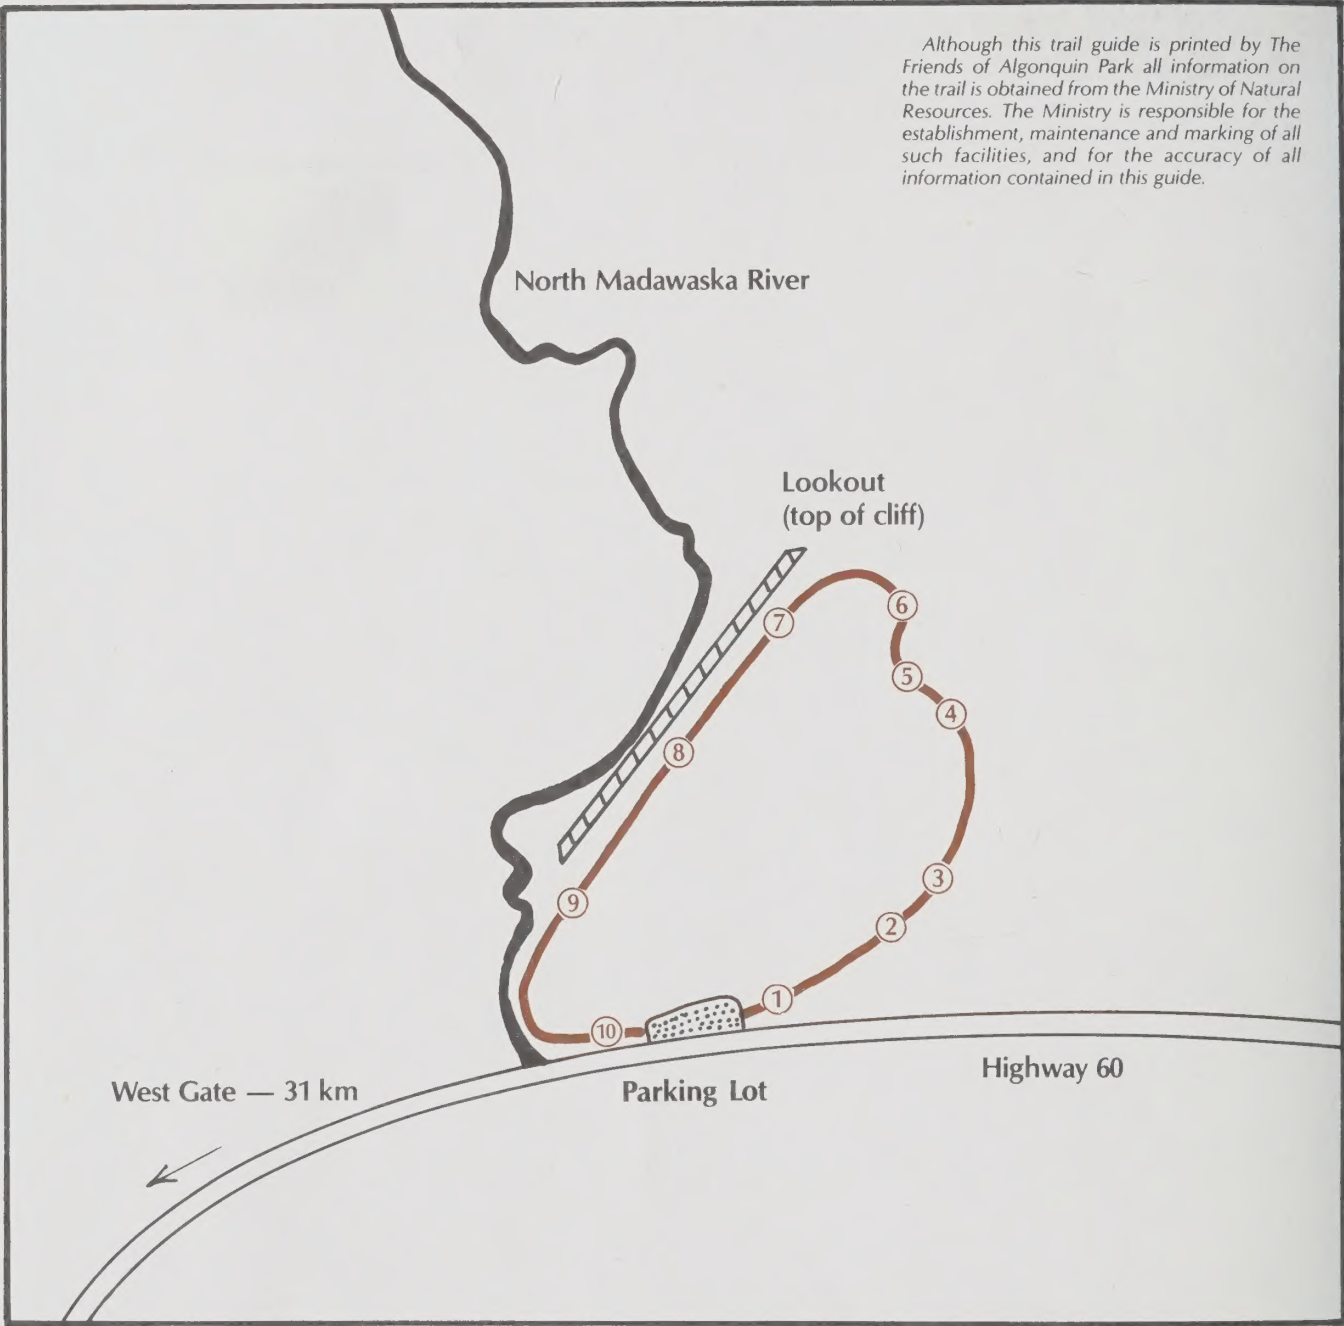 Although this trail guide is printed by The
Friends of Algonquin Park all information on
the trail is obtained from the Ministry of Natural
Resources. The Ministry is responsible for the
establishment, maintenance and marking of all
such facilities, and for the accuracy of all
information contained in this guide.
North Madawaska River
Lookout
(top of cliff)
6
7
5
4
8
3
9
2
1
10
Highway 60
West Gate — 31 km
Parking Lot